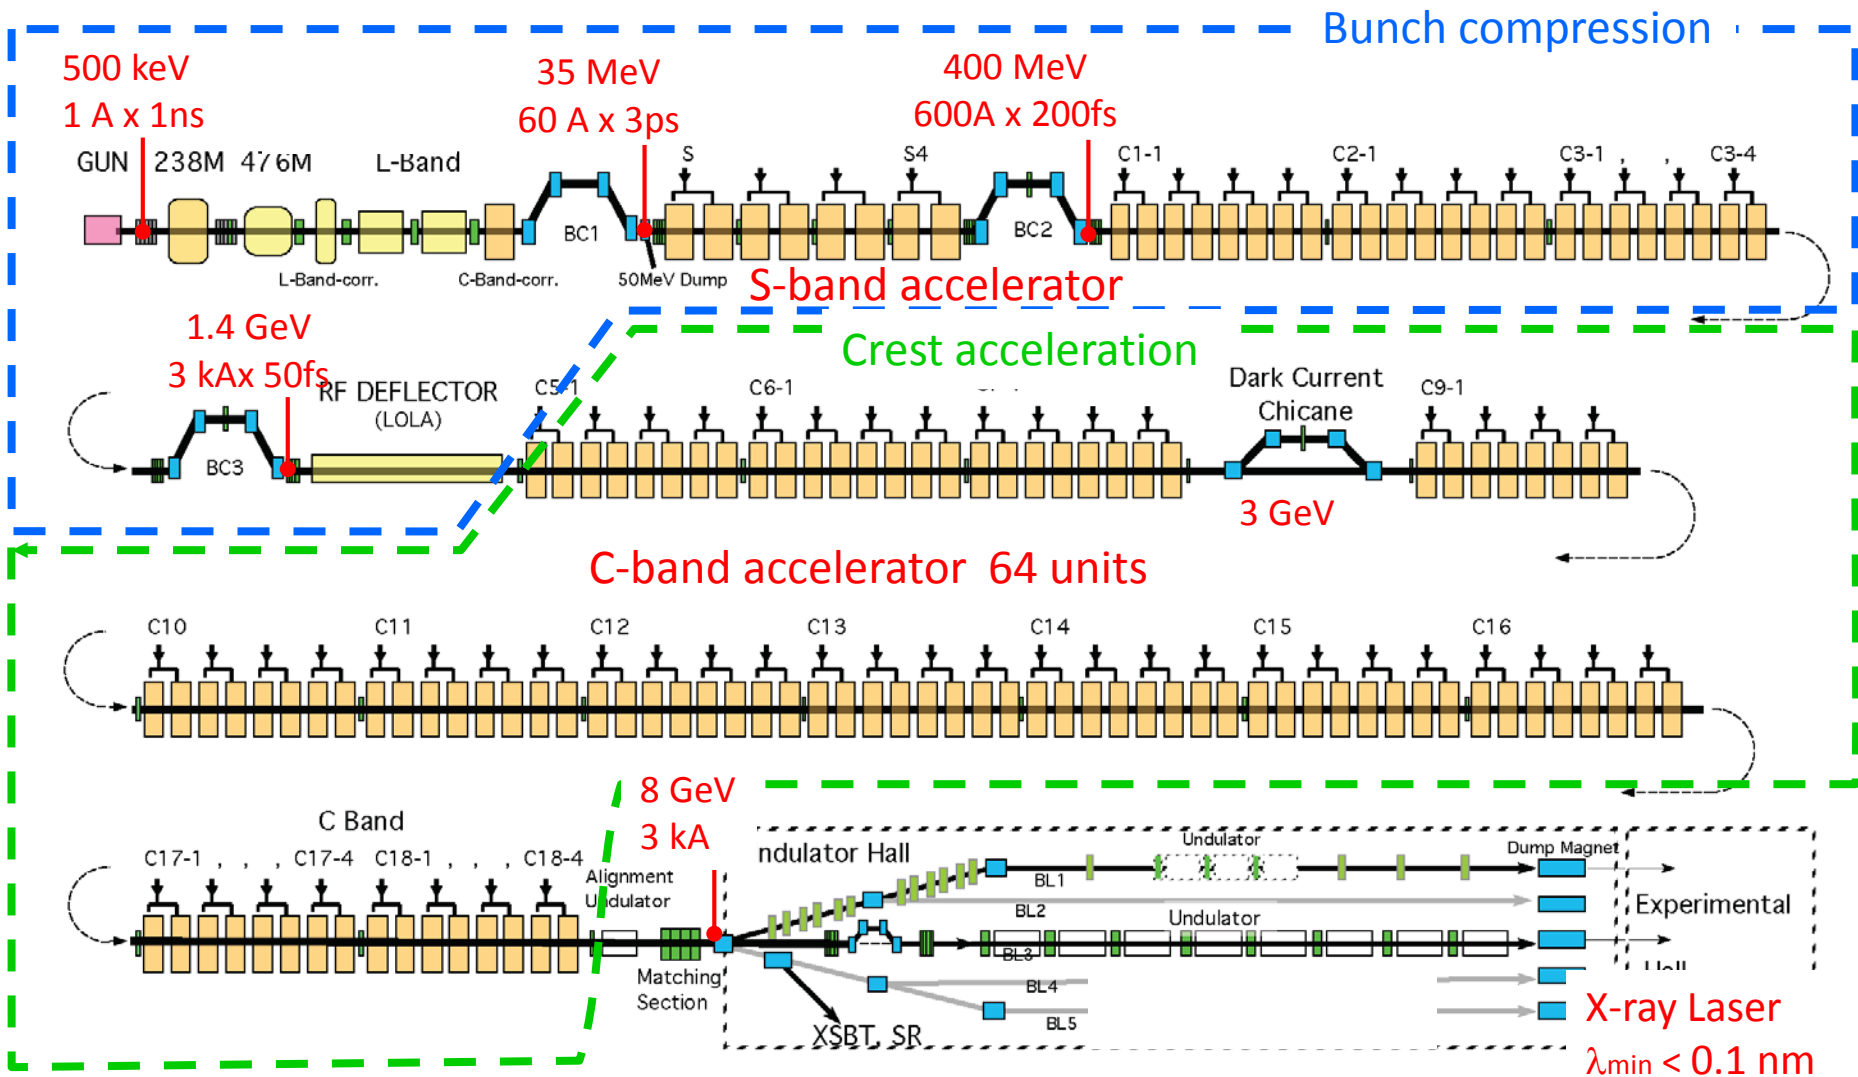 Bunch compression
500 keV
1 A x 1ns
35 MeV
60 A x 3ps
400 MeV
600A x 200fs
GUN 238M 476M L-Band
S S4 C1-1 C2-1 C3-1 , , C3-4
BC1 BC2
L-Band-corr. C-Band-corr. 50MeV Dump
S-band accelerator
Crest acceleration
1.4 GeV
3 kAx 50fs
RF DEFLECTOR
(LOLA)
C5-1 C6-1
Dark Current
Chicane
C9-1
BC3
3 GeV
C-band accelerator 64 units
C10 C11 C12 C13 C14 C15 C16
8 GeV
3 kA
C Band
C17-1 , , , C17-4 C18-1 , , , C18-4
Alignment
Undulator
Matching
Section
ndulator Hall
Undulator
Dump Magnet
BL1
BL2
Undulator
BL3
BL4
BL5
XSBT, SR
Experimental
X-ray Laser
λmin < 0.1 nm